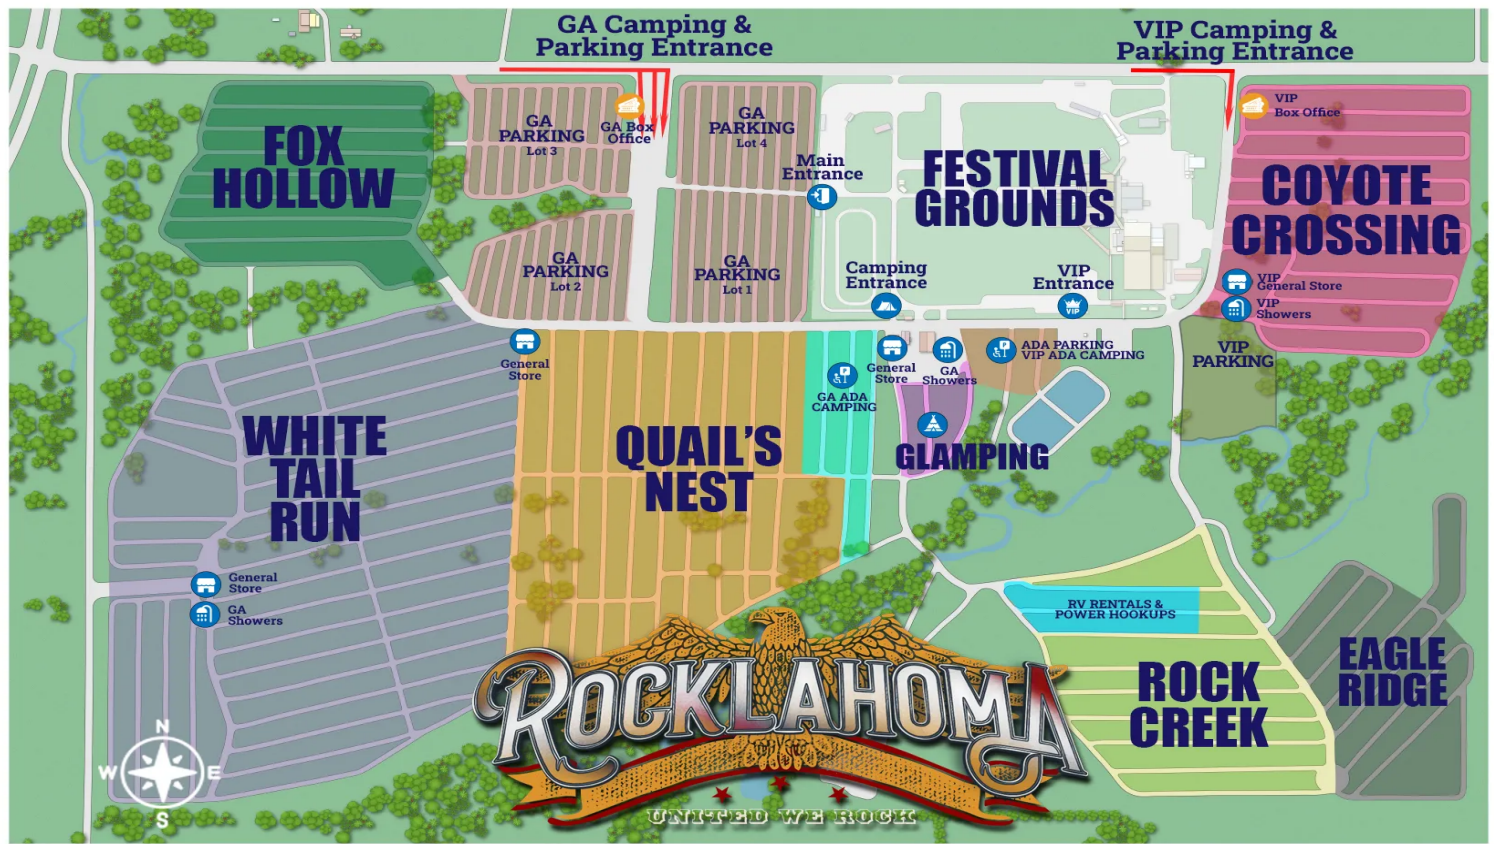 GA Camping &
Parking Entrance
VIP Camping &
Parking Entrance
FOX
HOLLOW
GA
PARKING
Lot 3
GA Box
Office
GA
PARKING
Lot 4
Main
Entrance
FESTIVAL
GROUNDS
VIP
Box Office
COYOTE
CROSSING
GA
PARKING
Lot 2
GA
PARKING
Lot 1
Camping
Entrance
VIP
Entrance
VIP
VIP
General Store
VIP
Showers
General
Store
GA ADA
CAMPING
P
General
Store
GA
Showers
P
ADA PARKING
VIP ADA CAMPING
VIP
PARKING
WHITE
TAIL
RUN
QUAIL'S
NEST
GLAMPING
General
Store
GA
Showers
RV RENTALS &
POWER HOOKUPS
ROCK
CREEK
EAGLE
RIDGE
N
W E
S
ROCKLAHOMA
UNITED WE ROCK